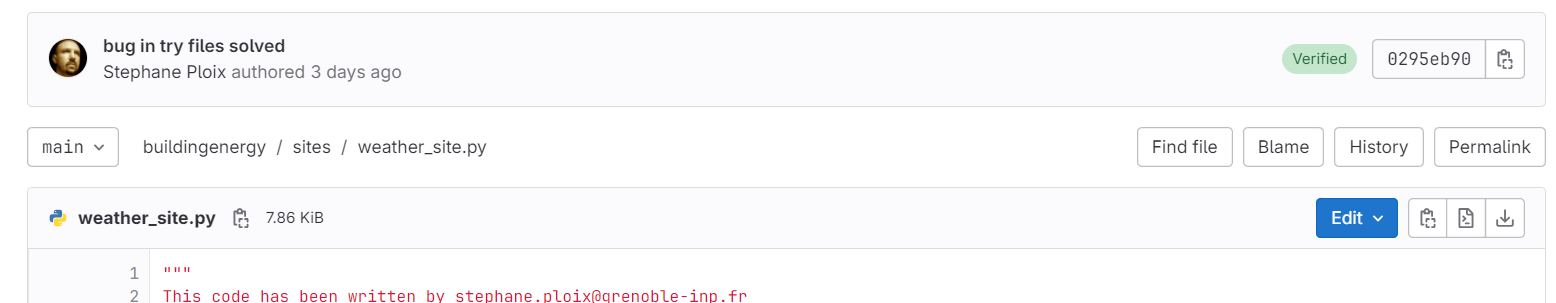 bug in try files solved
Stephane Ploix authored 3 days ago
Verified
0295eb90
main
buildingenergy / sites / weather_site.py
Find file
Blame
History
Permalink
weather_site.py 7.86 KiB
Edit
1 """
2 This code has been written by stephane.ploix@grenoble-inp.fr